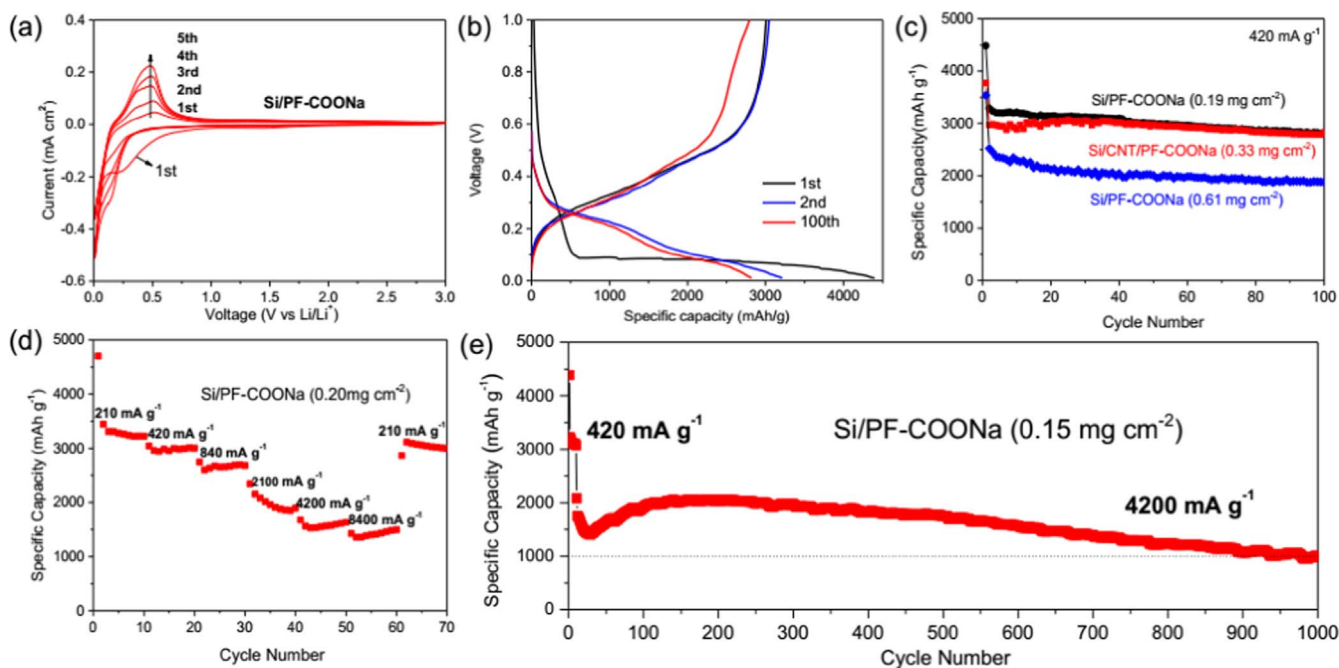 (a)
0.4
0.2
0.0
-0.2
-0.4
-0.6
Current (mA cm²)
5th
4th
3rd
2nd
1st
Si/PF-COONa
1st
0.0 0.5 1.0 1.5 2.0 2.5 3.0
Voltage (V vs Li/Li⁺)
(b)
1.0
0.8
0.6
0.4
0.2
0.0
Voltage (V)
1st
2nd
100th
0 1000 2000 3000 4000
Specific capacity (mAh/g)
(c)
5000
4000
3000
2000
1000
0
Specific Capacity(mAh g⁻¹)
420 mA g⁻¹
Si/PF-COONa (0.19 mg cm⁻²)
Si/CNT/PF-COONa (0.33 mg cm⁻²)
Si/PF-COONa (0.61 mg cm⁻²)
0 20 40 60 80 100
Cycle Number
(d)
5000
4000
3000
2000
1000
0
Specific Capacity (mAh g⁻¹)
Si/PF-COONa (0.20mg cm⁻²)
210 mA g⁻¹
420 mA g⁻¹
840 mA g⁻¹
2100 mA g⁻¹
4200 mA g⁻¹
8400 mA g⁻¹
210 mA g⁻¹
0 10 20 30 40 50 60 70
Cycle Number
(e)
5000
4000
3000
2000
1000
0
Specific Capacity (mAh g⁻¹)
420 mA g⁻¹
Si/PF-COONa (0.15 mg cm⁻²)
4200 mA g⁻¹
0 100 200 300 400 500 600 700 800 900 1000
Cycle Number